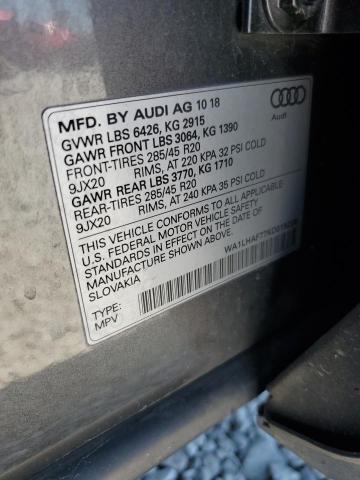 MFD. BY AUDI AG 10 18
GVWR LBS 6426, KG 2915
GAWR FRONT LBS 3064, KG 1390
FRONT-TIRES 285/45 R20
9JX20 RIMS, AT 220 KPA 32 PSI COLD
GAWR REAR LBS 3770, KG 1710
REAR-TIRES 285/45 R20
9JX20 RIMS, AT 240 KPA 35 PSI COLD
THIS VEHICLE CONFORMS TO ALL APPLICABLE
U.S. FEDERAL MOTOR VEHICLE SAFETY
STANDARDS IN EFFECT ON THE DATE OF
MANUFACTURE SHOWN ABOVE.
SLOVAKIA
TYPE:
MPV
Audi